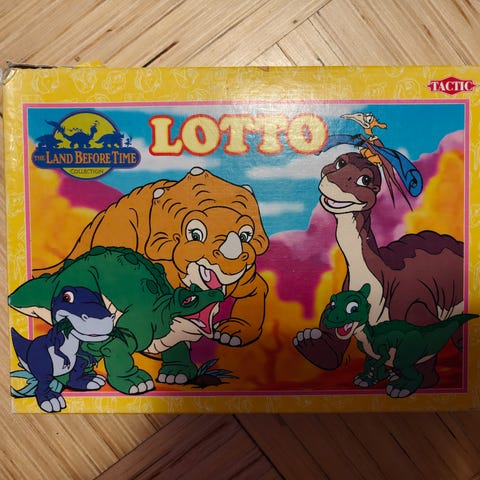 TACTIC
LOTTO
THE LAND BEFORE TIME
COLLECTION